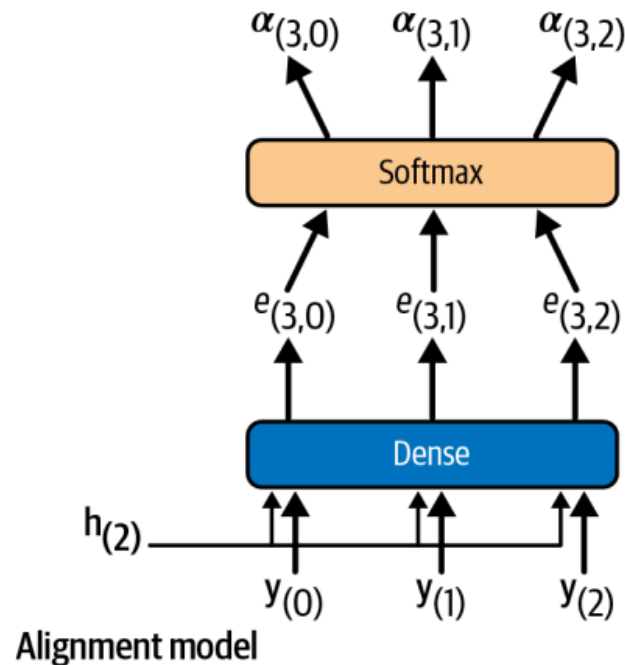 α(3,0) α(3,1) α(3,2)
Softmax
e(3,0) e(3,1) e(3,2)
Dense
h(2)
y(0) y(1) y(2)
Alignment model